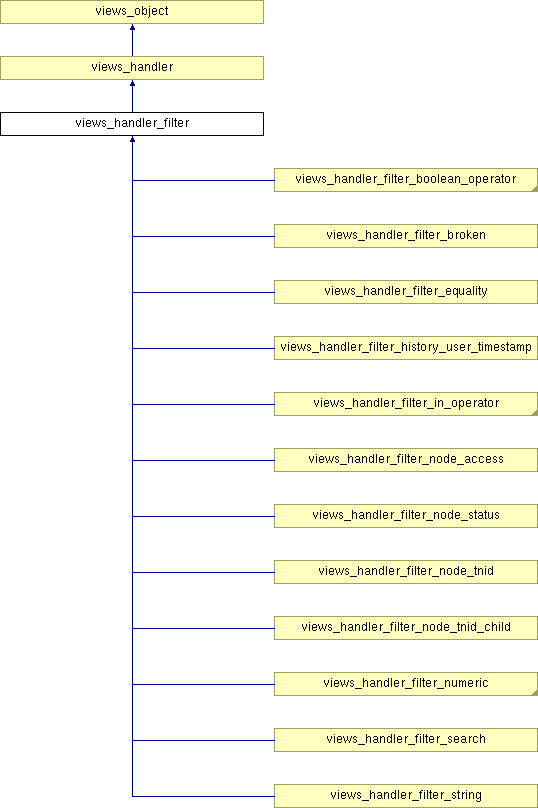 views_object
views_handler
views_handler_filter
views_handler_filter_boolean_operator
views_handler_filter_broken
views_handler_filter_equality
views_handler_filter_history_user_timestamp
views_handler_filter_in_operator
views_handler_filter_node_access
views_handler_filter_node_status
views_handler_filter_node_tnid
views_handler_filter_node_tnid_child
views_handler_filter_numeric
views_handler_filter_search
views_handler_filter_string